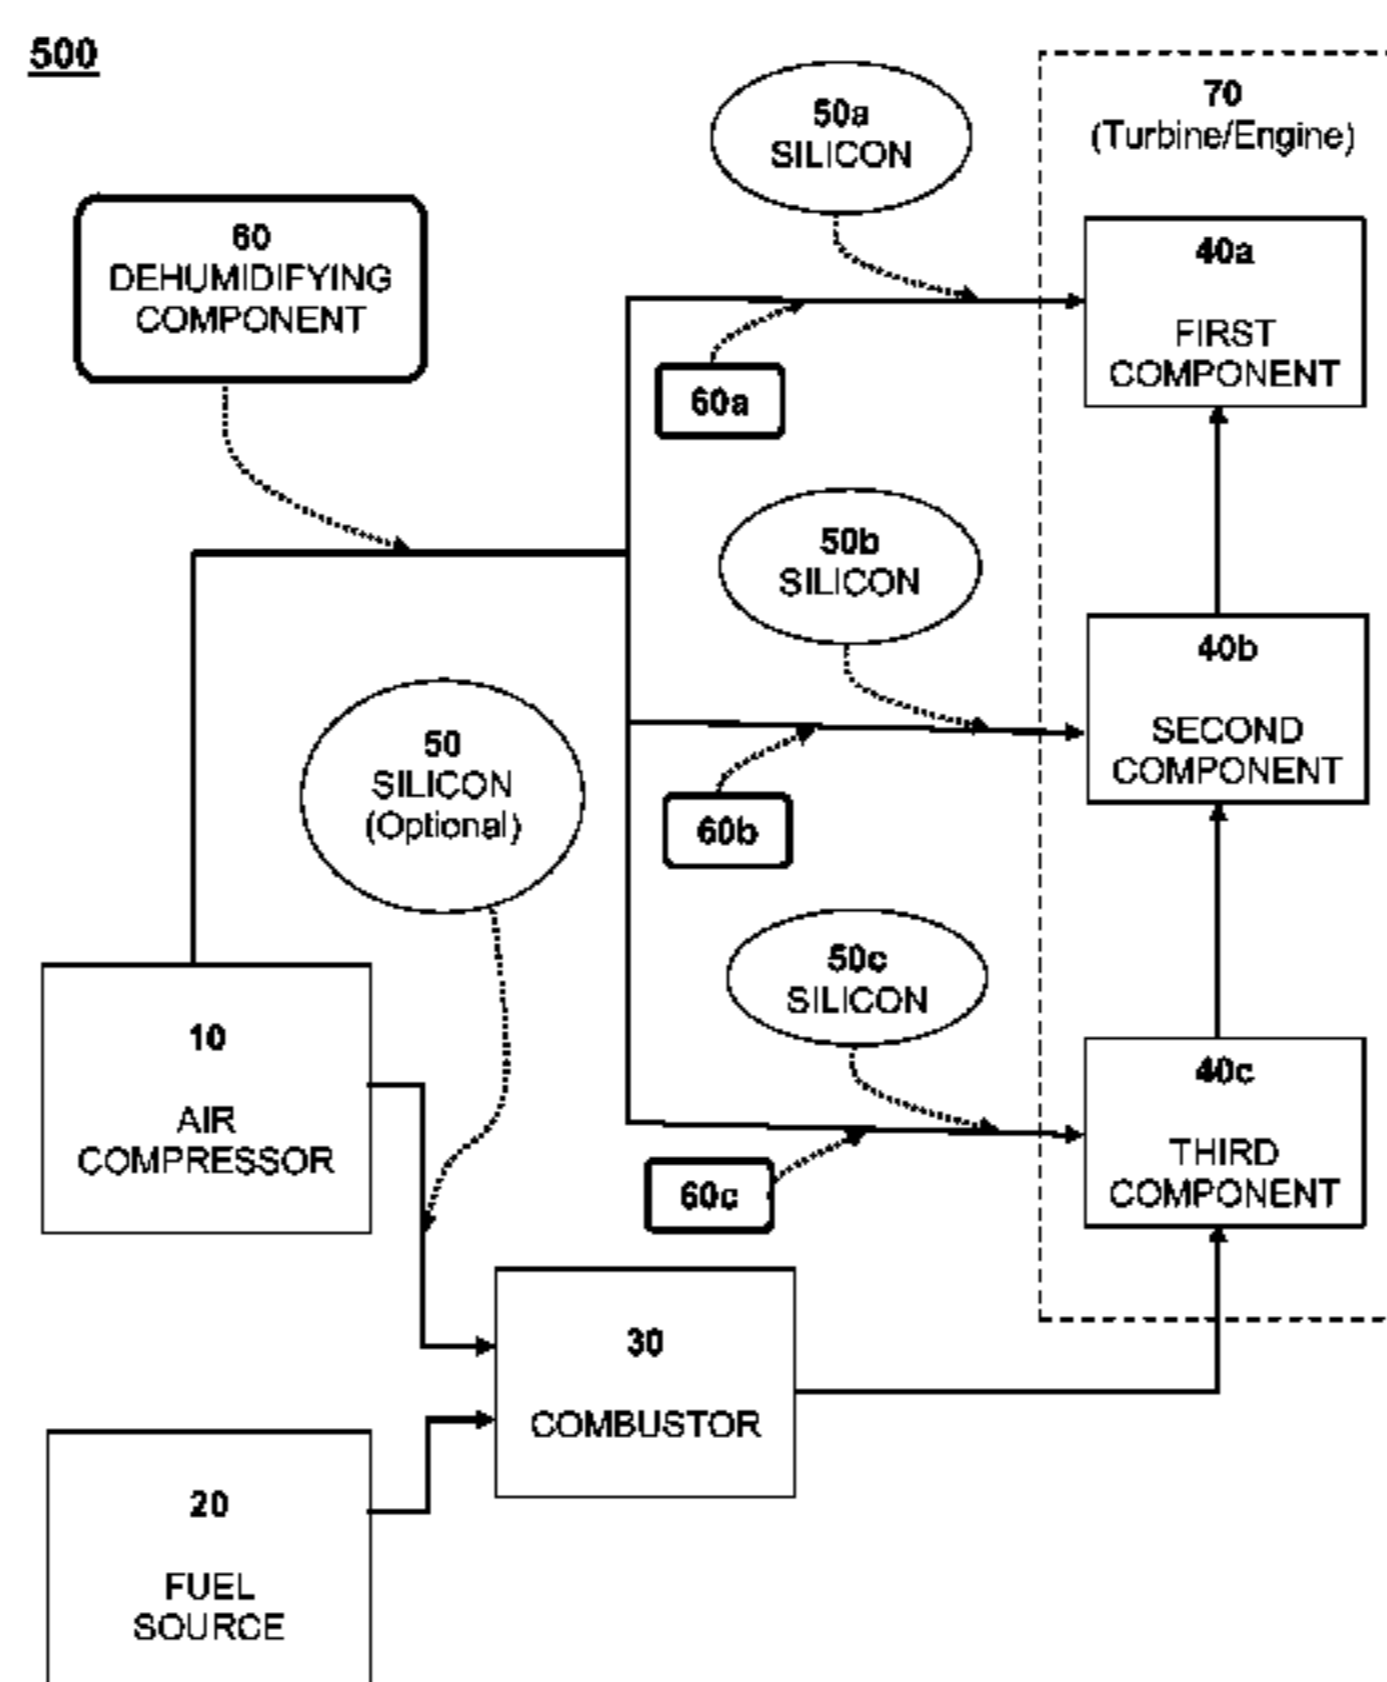 500
70
(Turbine/Engine)
50a
SILICON
60
DEHUMIDIFYING
COMPONENT
40a
FIRST
COMPONENT
60a
50b
SILICON
40b
SECOND
COMPONENT
60b
50
SILICON
(Optional)
50c
SILICON
40c
THIRD
COMPONENT
60c
10
AIR
COMPRESSOR
30
COMBUSTOR
20
FUEL
SOURCE